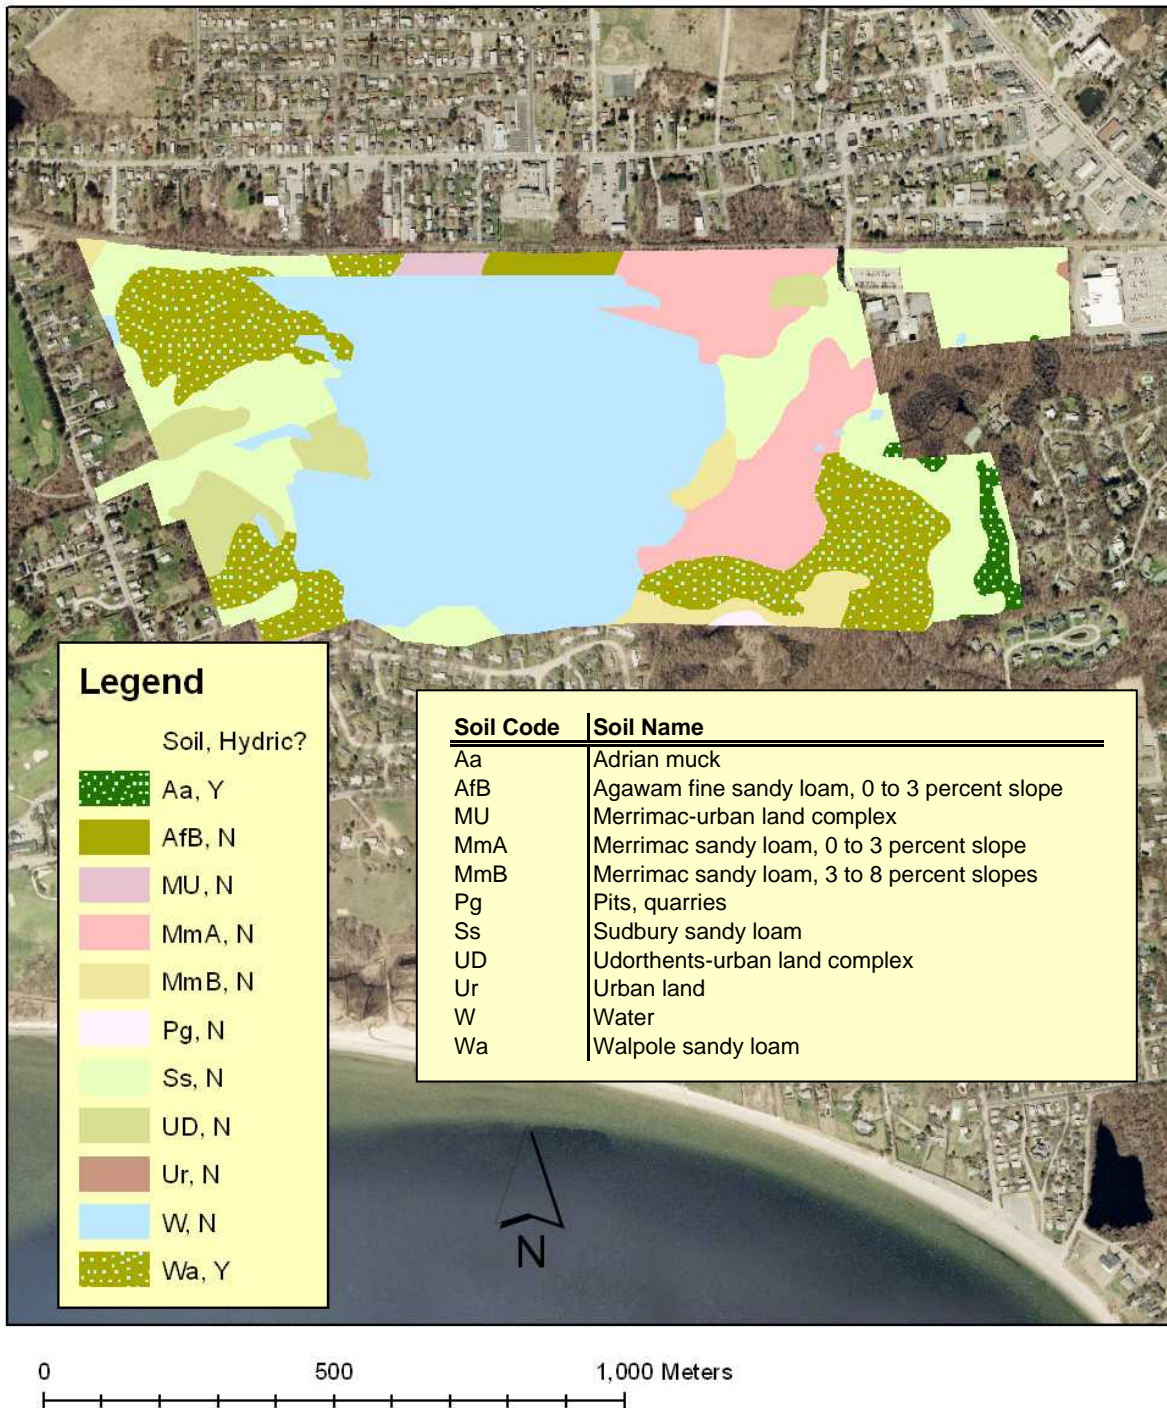 Legend
Soil, Hydric?
Aa, Y
AfB, N
MU, N
MmA, N
MmB, N
Pg, N
Ss, N
UD, N
Ur, N
W, N
Wa, Y
Soil Code Soil Name
Aa Adrian muck
AfB Agawam fine sandy loam, 0 to 3 percent slope
MU Merrimac-urban land complex
MmA Merrimac sandy loam, 0 to 3 percent slope
MmB Merrimac sandy loam, 3 to 8 percent slopes
Pg Pits, quarries
Ss Sudbury sandy loam
UD Udorthents-urban land complex
Ur Urban land
W Water
Wa Walpole sandy loam
N
0 500 1,000 Meters